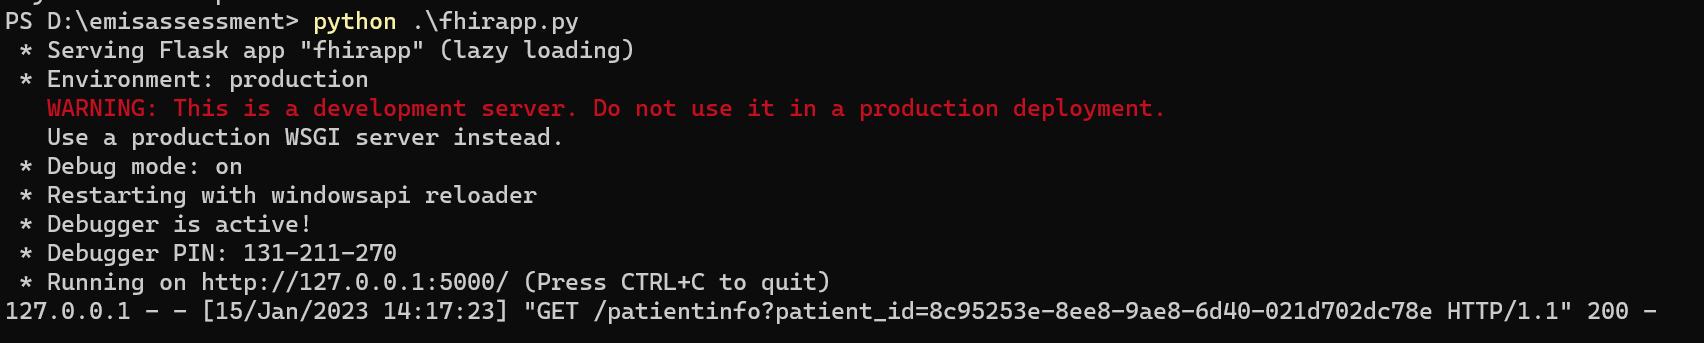 PS D:\emisassessment> python .\fhirapp.py
 * Serving Flask app "fhirapp" (lazy loading)
 * Environment: production
   WARNING: This is a development server. Do not use it in a production deployment.
   Use a production WSGI server instead.
 * Debug mode: on
 * Restarting with windowsapi reloader
 * Debugger is active!
 * Debugger PIN: 131-211-270
 * Running on http://127.0.0.1:5000/ (Press CTRL+C to quit)
127.0.0.1 - - [15/Jan/2023 14:17:23] "GET /patientinfo?patient_id=8c95253e-8ee8-9ae8-6d40-021d702dc78e HTTP/1.1" 200 -